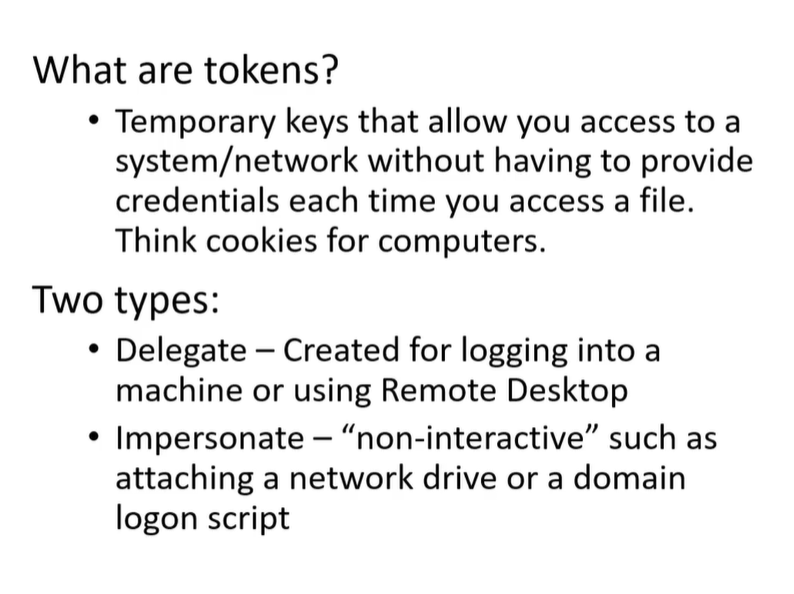 What are tokens?
• Temporary keys that allow you access to a
system/network without having to provide
credentials each time you access a file.
Think cookies for computers.
Two types:
• Delegate – Created for logging into a
machine or using Remote Desktop
• Impersonate – “non-interactive” such as
attaching a network drive or a domain
logon script